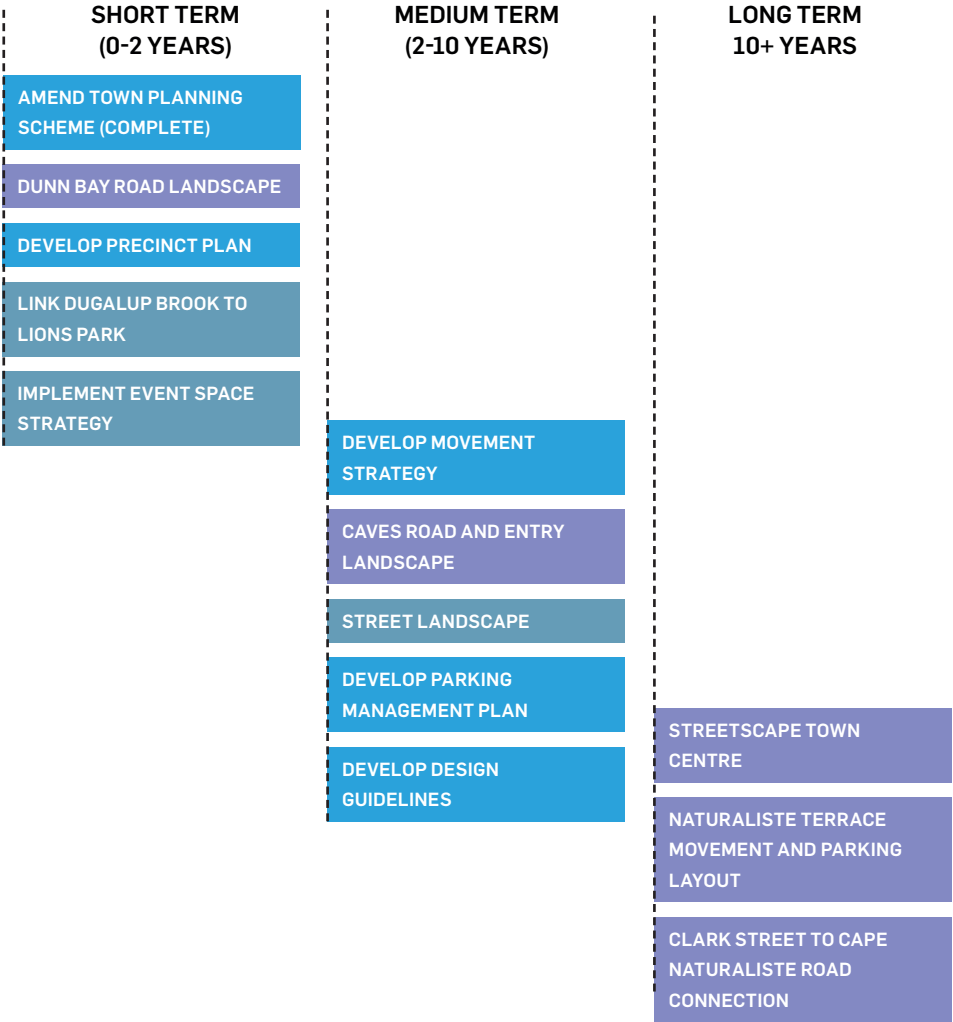 SHORT TERM
(0-2 YEARS)
AMEND TOWN PLANNING
SCHEME (COMPLETE)
DUNN BAY ROAD LANDSCAPE
DEVELOP PRECINCT PLAN
LINK DUGALUP BROOK TO
LIONS PARK
IMPLEMENT EVENT SPACE
STRATEGY
MEDIUM TERM
(2-10 YEARS)
DEVELOP MOVEMENT
STRATEGY
CAVES ROAD AND ENTRY
LANDSCAPE
STREET LANDSCAPE
DEVELOP PARKING
MANAGEMENT PLAN
DEVELOP DESIGN
GUIDELINES
LONG TERM
10+ YEARS
STREETSCAPE TOWN
CENTRE
NATURALISTE TERRACE
MOVEMENT AND PARKING
LAYOUT
CLARK STREET TO CAPE
NATURALISTE ROAD
CONNECTION